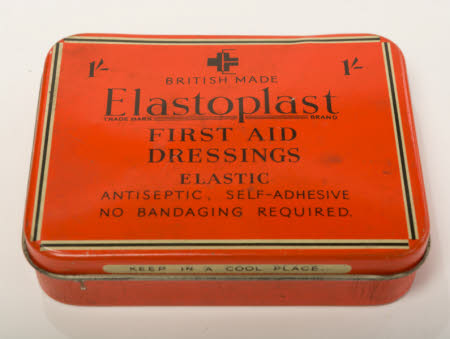 1/- 1/-
E
BRITISH MADE
Elastoplast
TRADE MARK BRAND
FIRST AID
DRESSINGS
ELASTIC
ANTISEPTIC, SELF-ADHESIVE
NO BANDAGING REQUIRED.
KEEP IN A COOL PLACE.